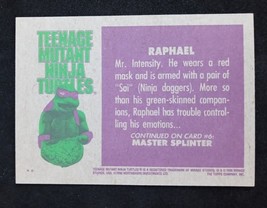 TEENAGE
MUTANT
NINJA
TURTLES
RAPHAEL
Mr. Intensity. He wears a red
mask and is armed with a pair of
"Sai" (Ninja daggers). More so
than his green-skinned compan-
ions, Raphael has trouble control-
ling his emotions...
CONTINUED ON CARD #6:
MASTER SPLINTER